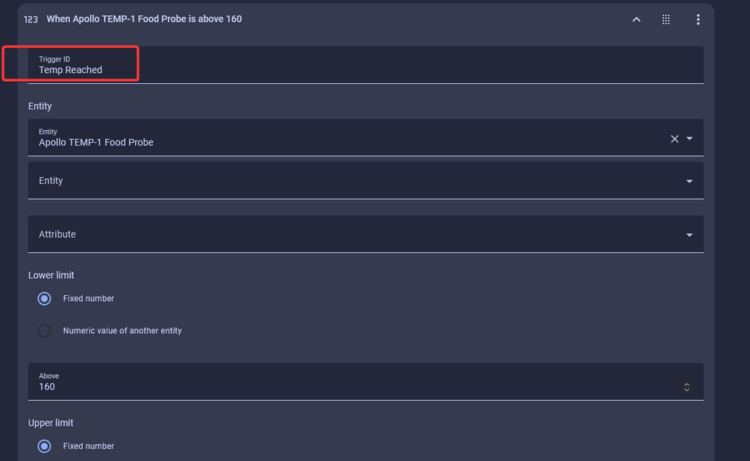 123 When Apollo TEMP-1 Food Probe is above 160
Trigger ID
Temp Reached
Entity
Entity
Apollo TEMP-1 Food Probe
Entity
Attribute
Lower limit
Fixed number
Numeric value of another entity
Above
160
Upper limit
Fixed number